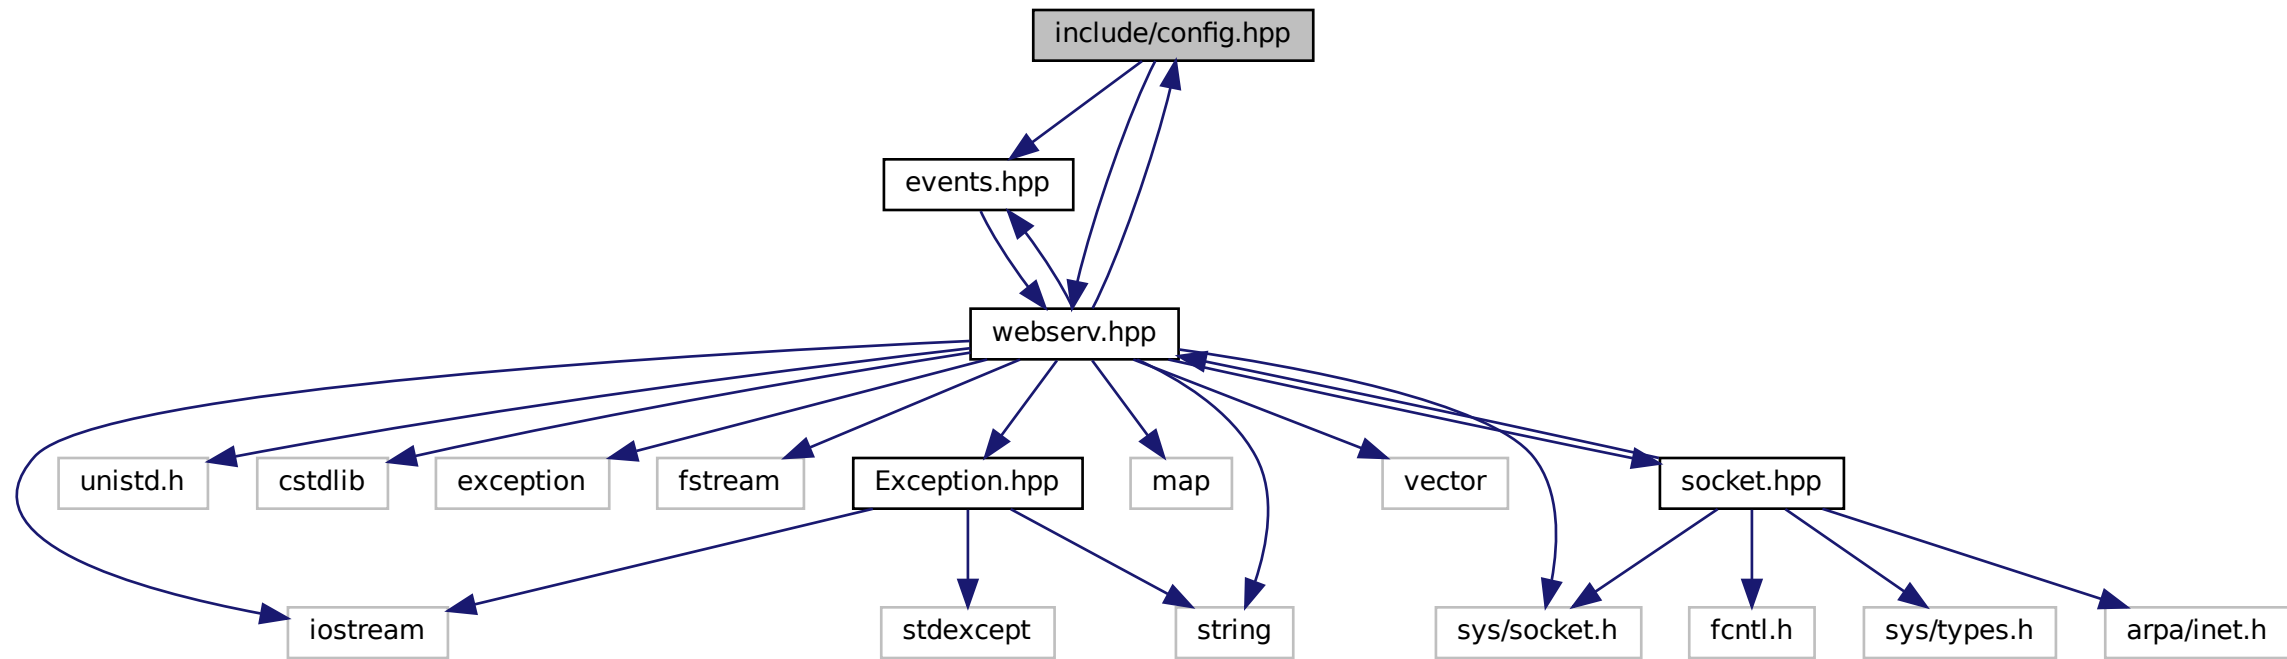 include/config.hpp
events.hpp
webserv.hpp
unistd.h
cstdlib
exception
fstream
Exception.hpp
map
vector
socket.hpp
iostream
stdexcept
string
sys/socket.h
fcntl.h
sys/types.h
arpa/inet.h